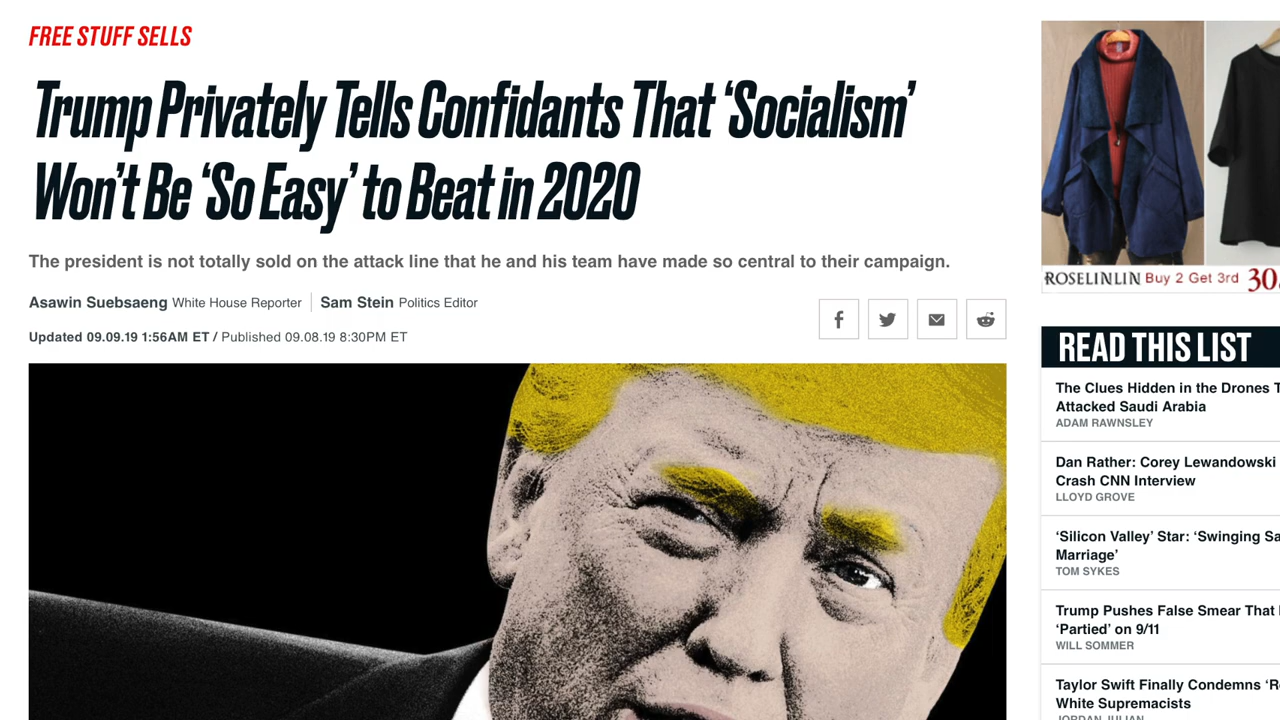 FREE STUFF SELLS
Trump Privately Tells Confidants That ‘Socialism’
Won’t Be ‘So Easy’ to Beat in 2020
The president is not totally sold on the attack line that he and his team have made so central to their campaign.
Asawin Suebsaeng White House Reporter Sam Stein Politics Editor
Updated 09.09.19 1:56AM ET / Published 09.08.19 8:30PM ET
ROSELINLIN Buy 2 Get 3rd 30
READ THIS LIST
The Clues Hidden in the Drones
Attacked Saudi Arabia
ADAM RAWNSLEY
Dan Rather: Corey Lewandowski
Crash CNN Interview
LLOYD GROVE
‘Silicon Valley’ Star: ‘Swinging
Marriage’
TOM SYKES
Trump Pushes False Smear That
‘Partied’ on 9/11
WILL SOMMER
Taylor Swift Finally Condemns
White Supremacists